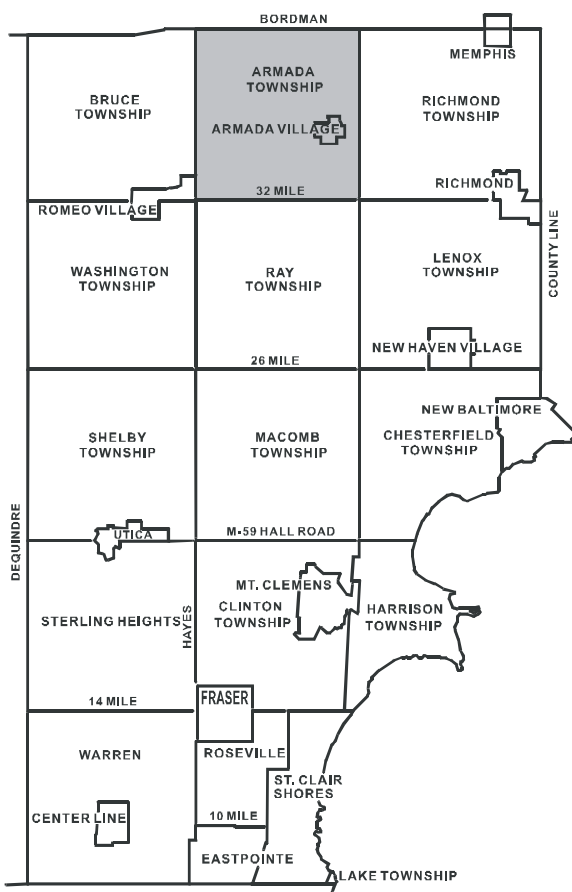 BORDMAN
MEMPHIS
ARMADA
TOWNSHIP
BRUCE
TOWNSHIP
RICHMOND
TOWNSHIP
ARMADA VILLAGE
RICHMOND
32 MILE
ROMEO VILLAGE
COUNTY LINE
WASHINGTON
TOWNSHIP
RAY
TOWNSHIP
LENOX
TOWNSHIP
NEW HAVEN VILLAGE
26 MILE
NEW BALTIMORE
SHELBY
TOWNSHIP
MACOMB
TOWNSHIP
CHESTERFIELD
TOWNSHIP
DEQUINDRE
UTICA
M-59 HALL ROAD
MT. CLEMENS
CLINTON
TOWNSHIP
HARRISON
TOWNSHIP
STERLING HEIGHTS
HAYES
14 MILE
FRASER
WARREN
ROSEVILLE
ST. CLAIR
SHORES
CENTER LINE
10 MILE
EASTPOINTE
LAKE TOWNSHIP